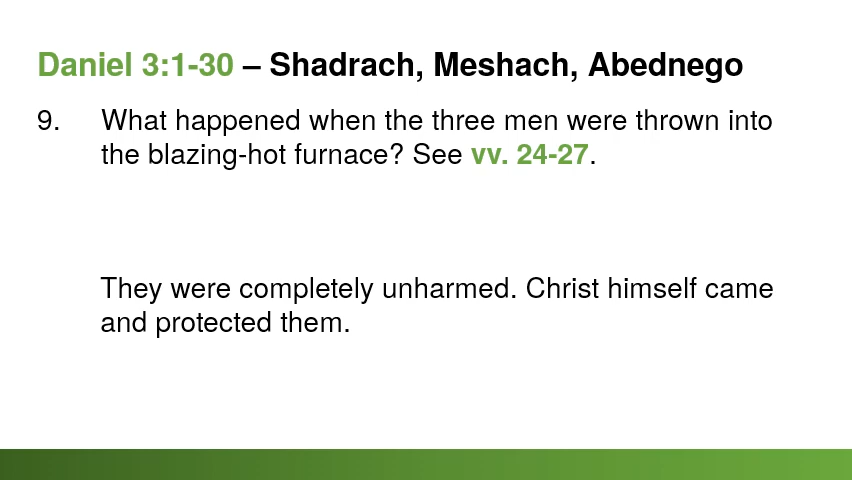 Daniel 3:1-30 – Shadrach, Meshach, Abednego
9. What happened when the three men were thrown into
the blazing-hot furnace? See vv. 24-27.
They were completely unharmed. Christ himself came
and protected them.